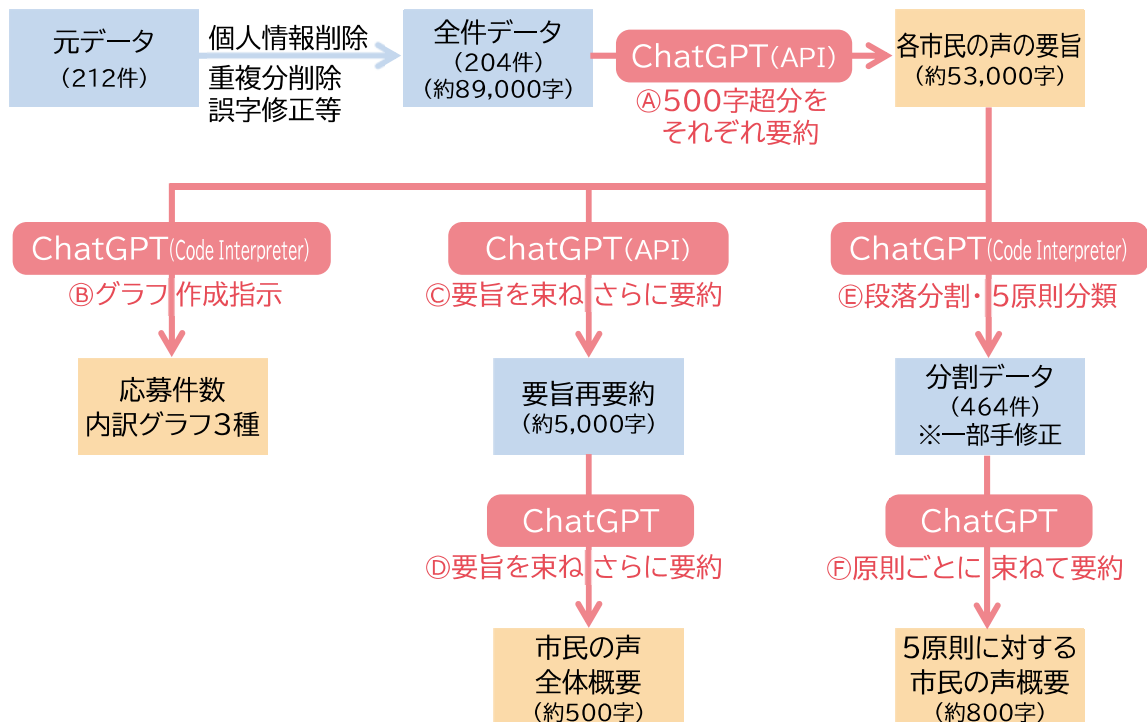 元データ
（212件）
個人情報削除
重複分削除
誤字修正等
全件データ
（204件）
（約89,000字）
ChatGPT(API)
Ⓐ500字超分を
それぞれ要約
各市民の声の要旨
（約53,000字）
ChatGPT(Code Interpreter)
Ⓑグラフ作成指示
応募件数
内訳グラフ3種
ChatGPT(API)
Ⓒ要旨を束ね さらに要約
要旨再要約
（約5,000字）
ChatGPT
Ⓓ要旨を束ね さらに要約
市民の声
全体概要
（約500字）
ChatGPT(Code Interpreter)
Ⓔ段落分割・5原則分類
分割データ
（464件）
※一部手修正
ChatGPT
Ⓕ原則ごとに 束ねて要約
5原則に対する
市民の声概要
（約800字）